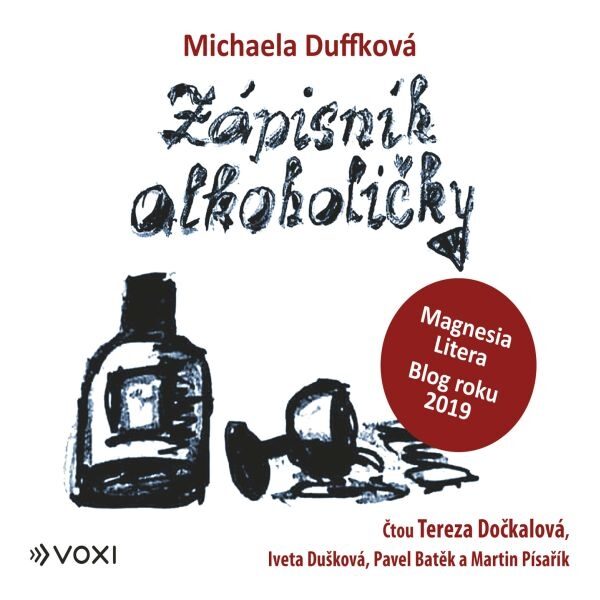 Michaela Duffková
Zápisník
alkoholičky
Magnesia
Litera
Blog roku
2019
Čtou Tereza Dočkalová,
Iveta Dušková, Pavel Batěk a Martin Písařík
VOXI